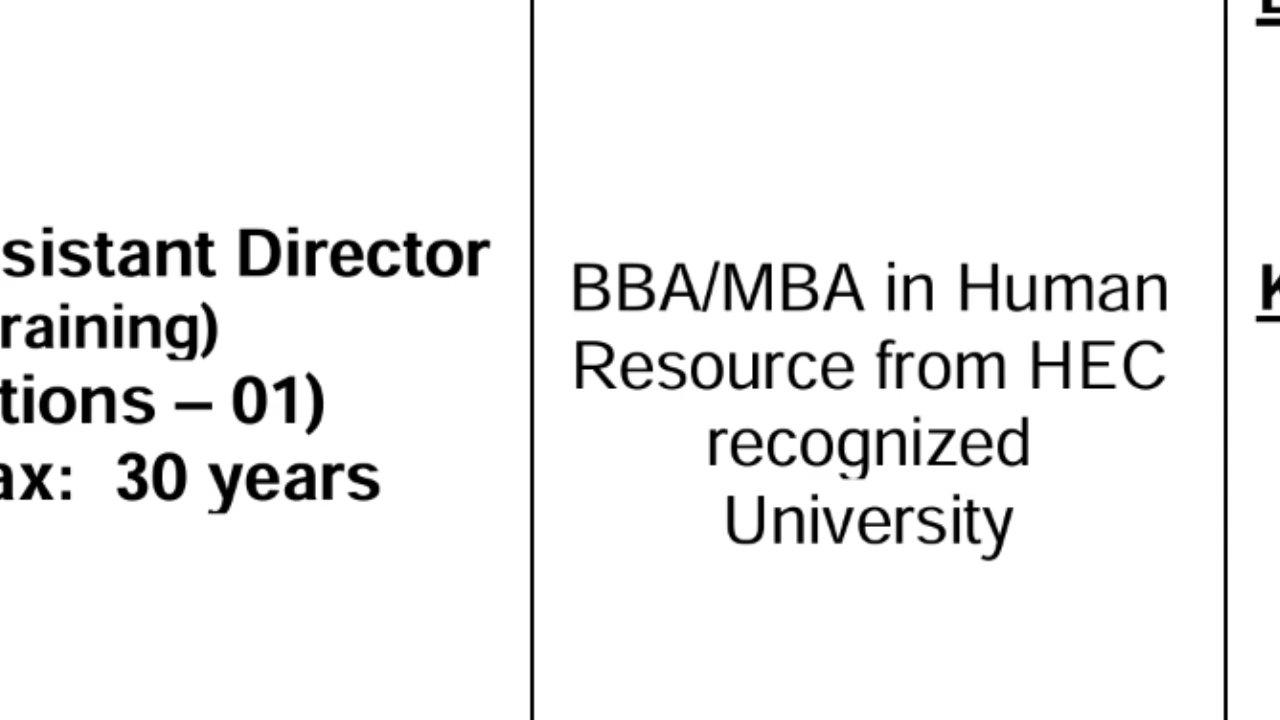 sistant Director
raining)
tions – 01)
ax: 30 years
BBA/MBA in Human
Resource from HEC
recognized
University
K